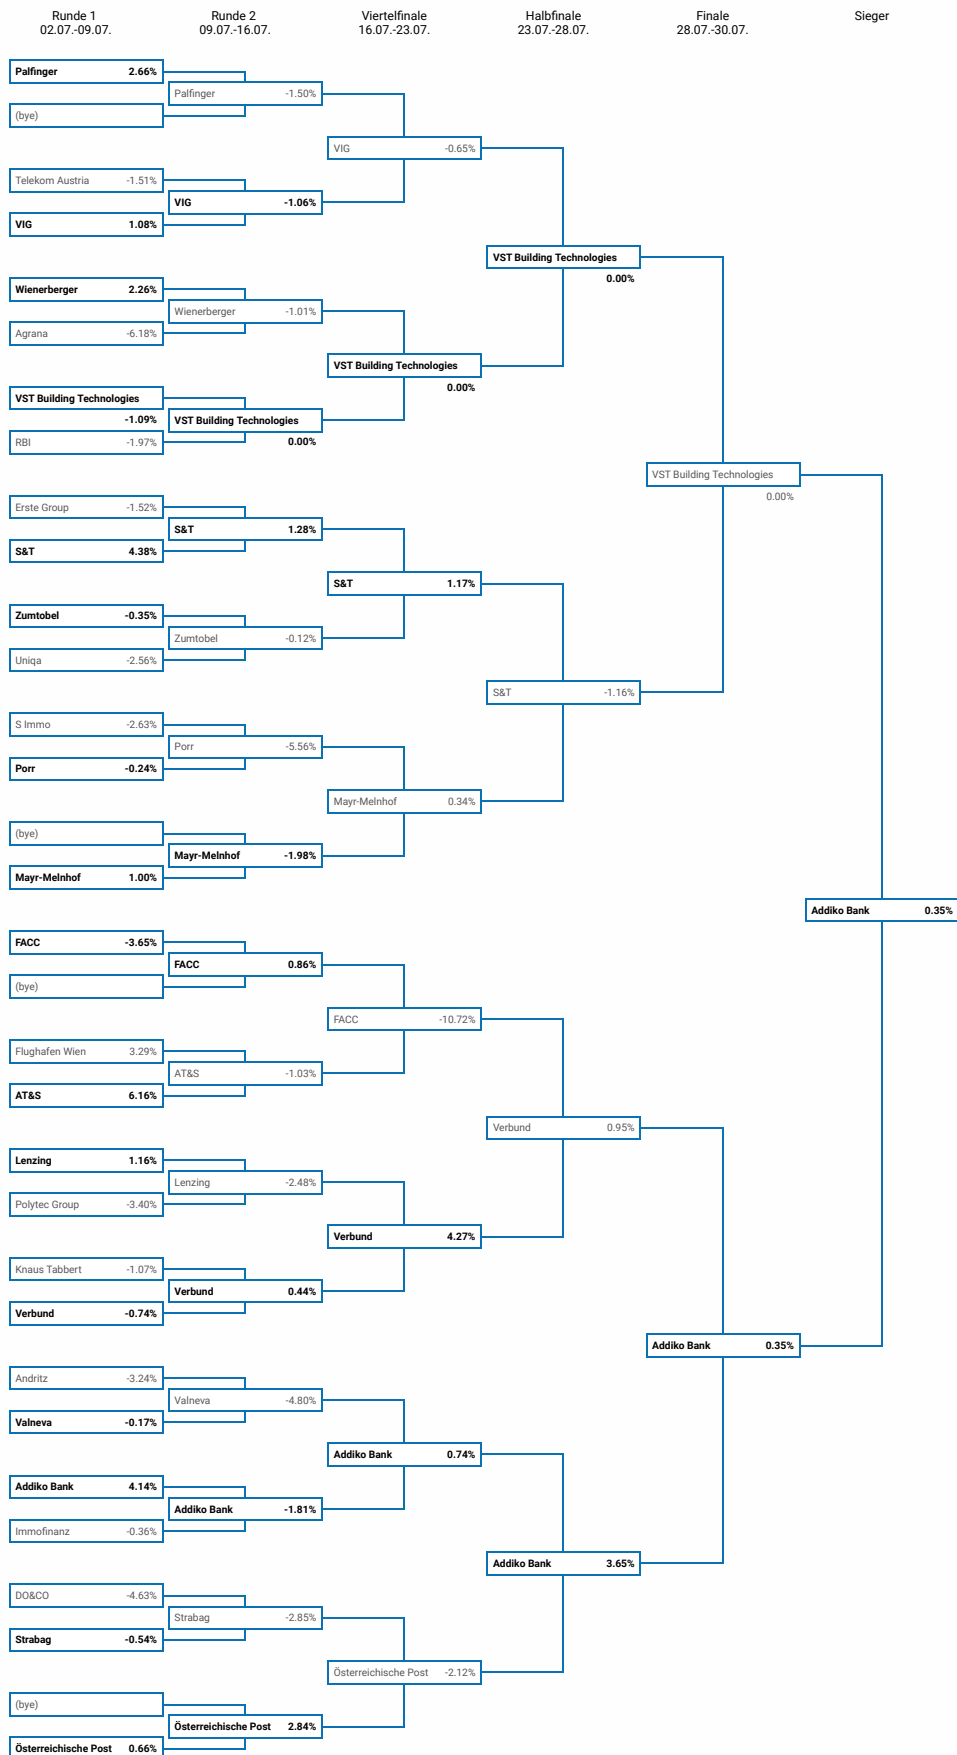 Runde 1
02.07.-09.07.
Runde 2
09.07.-16.07.
Viertelfinale
16.07.-23.07.
Halbfinale
23.07.-28.07.
Finale
28.07.-30.07.
Sieger
Palfinger 2.66%
(bye)
Telekom Austria -1.51%
VIG 1.08%
Wienerberger 2.26%
Agrana -6.18%
VST Building Technologies
-1.09%
RBI -1.97%
Erste Group -1.52%
S&T 4.38%
Zumtobel -0.35%
Uniqa -2.56%
S Immo -2.63%
Porr -0.24%
(bye)
Mayr-Melnhof 1.00%
FACC -3.65%
(bye)
Flughafen Wien 3.29%
AT&S 6.16%
Lenzing 1.16%
Polytec Group -3.40%
Knaus Tabbert -1.07%
Verbund -0.74%
Andritz -3.24%
Valneva -0.17%
Addiko Bank 4.14%
Immofinanz -0.36%
DO&CO -4.63%
Strabag -0.54%
(bye)
Österreichische Post 0.66%
Palfinger -1.50%
VIG -1.06%
Wienerberger -1.01%
VST Building Technologies
0.00%
S&T 1.28%
Zumtobel -0.12%
Porr -5.56%
Mayr-Melnhof -1.98%
FACC 0.86%
AT&S -1.03%
Lenzing -2.48%
Verbund 0.44%
Valneva -4.80%
Addiko Bank -1.81%
Strabag -2.85%
Österreichische Post 2.84%
VIG -0.65%
VST Building Technologies
0.00%
S&T 1.17%
Mayr-Melnhof 0.34%
FACC -10.72%
Verbund 4.27%
Addiko Bank 0.74%
Österreichische Post -2.12%
VST Building Technologies
0.00%
S&T -1.16%
Verbund 0.95%
Addiko Bank 3.65%
VST Building Technologies
0.00%
Addiko Bank 0.35%
Addiko Bank 0.35%